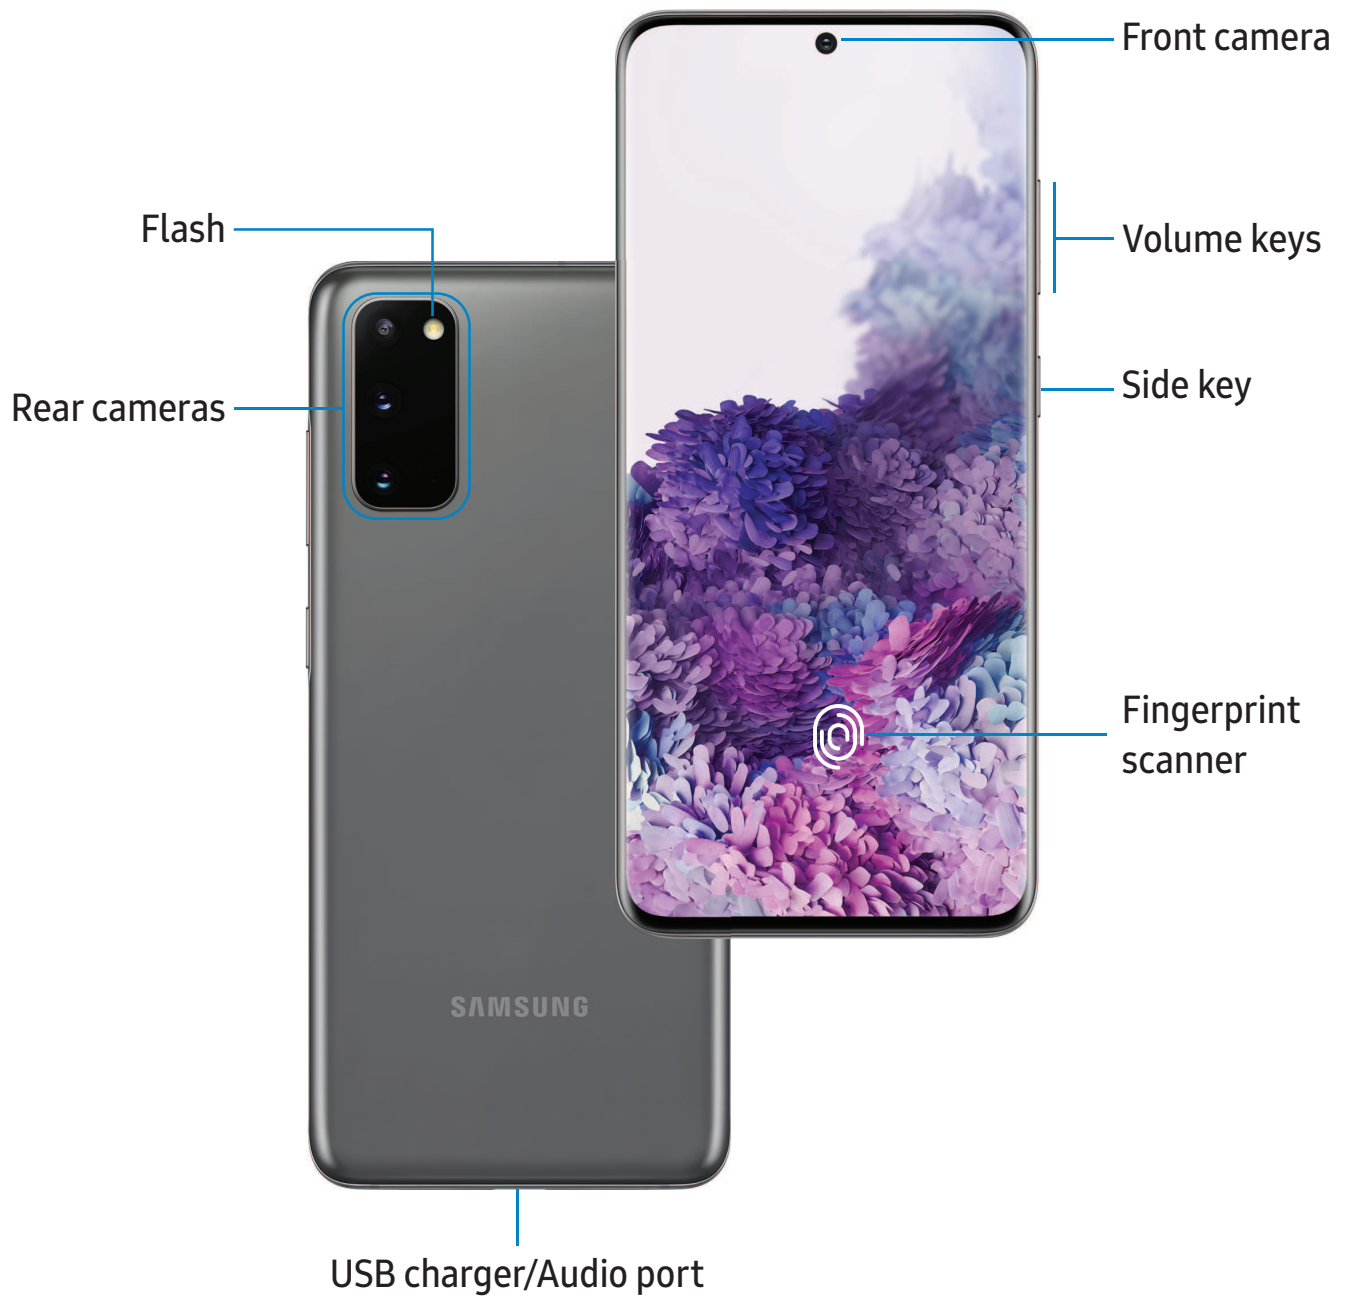 Front camera
Flash
Volume keys
Rear cameras
Side key
Fingerprint
scanner
SAMSUNG
USB charger/Audio port